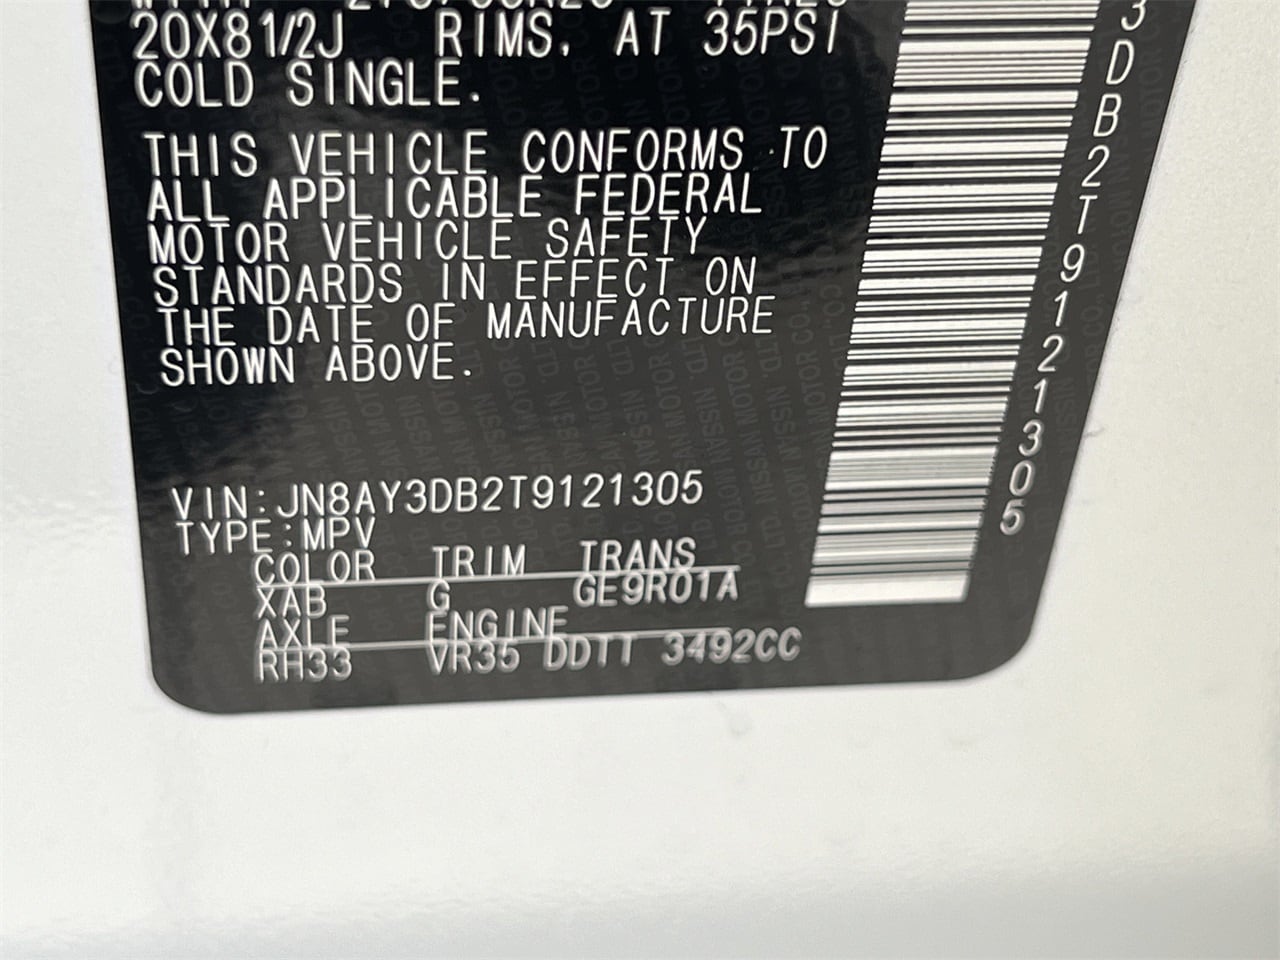 20X81/2J RIMS, AT 35PSI
COLD SINGLE.
THIS VEHICLE CONFORMS TO
ALL APPLICABLE FEDERAL
MOTOR VEHICLE SAFETY
STANDARDS IN EFFECT ON
THE DATE OF MANUFACTURE
SHOWN ABOVE.
VIN:JN8AY3DB2T9121305
TYPE:MPV
COLOR TRIM TRANS
XAB G GE9R01A
AXLE ENGINE
RH33 VR35 DDTT 3492CC
3DB2T9121305